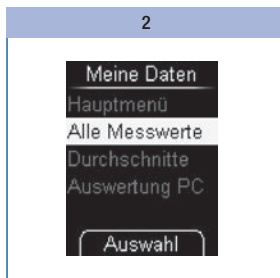 2
Meine Daten
Hauptmenü
Alle Messwerte
Durchschnitte
Auswertung PC
Auswahl